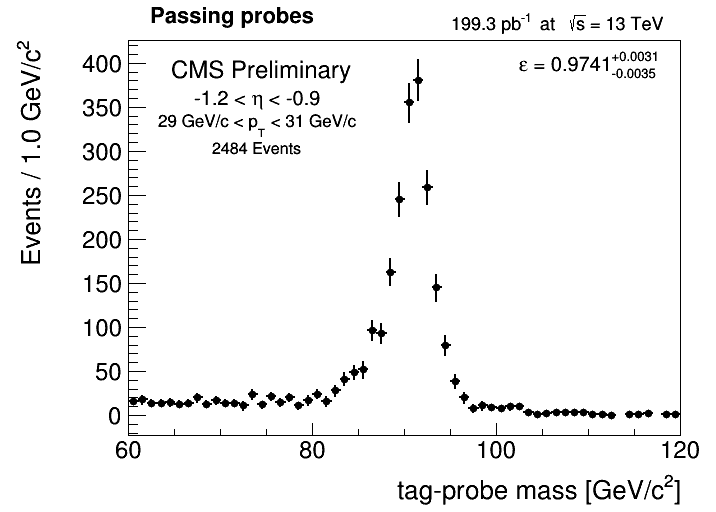 Passing probes
199.3 pb⁻¹ at √s = 13 TeV
CMS Preliminary
-1.2 < η < -0.9
29 GeV/c < p_T < 31 GeV/c
2484 Events
ε = 0.9741 +0.0031 -0.0035
Events / 1.0 GeV/c²
400
350
300
250
200
150
100
50
0
60 80 100 120
tag-probe mass [GeV/c²]